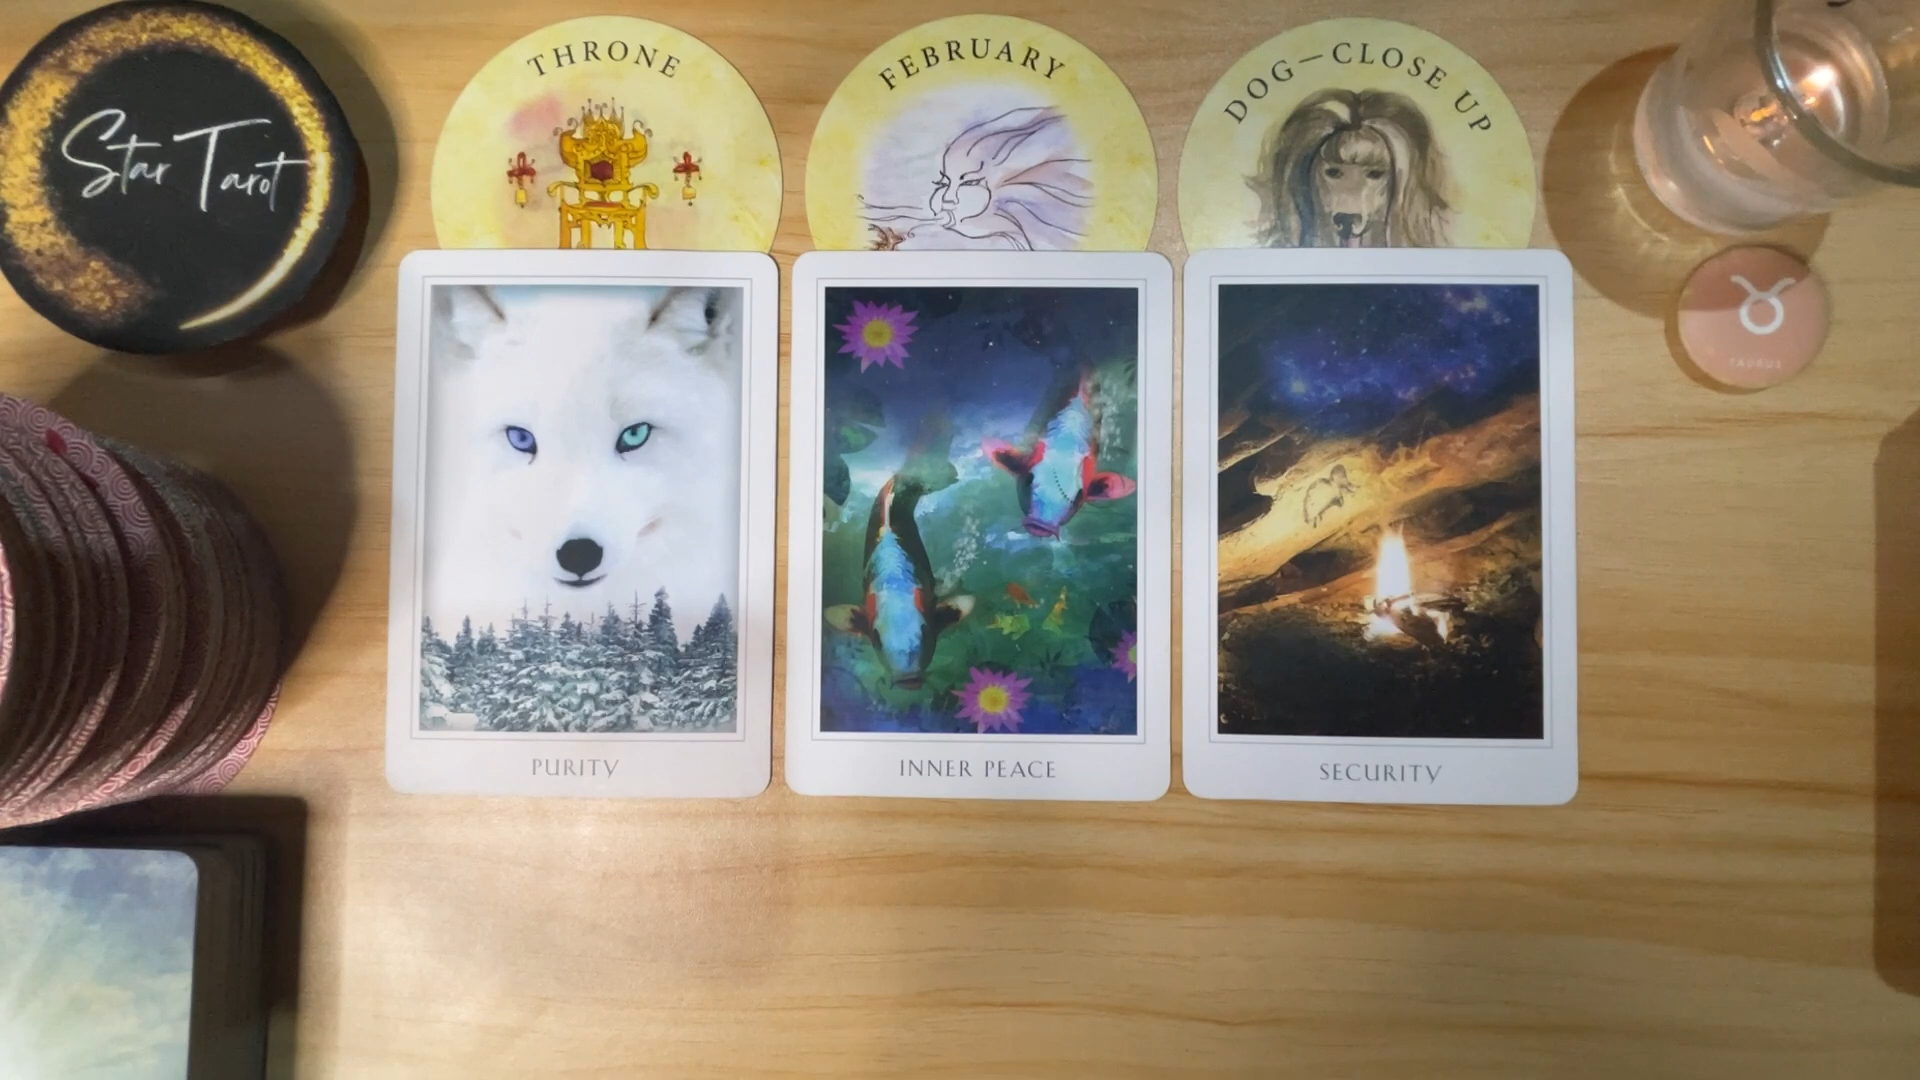 Star Tarot
THRONE
FEBRUARY
DOG—CLOSE UP
TAURUS
PURITY
INNER PEACE
SECURITY